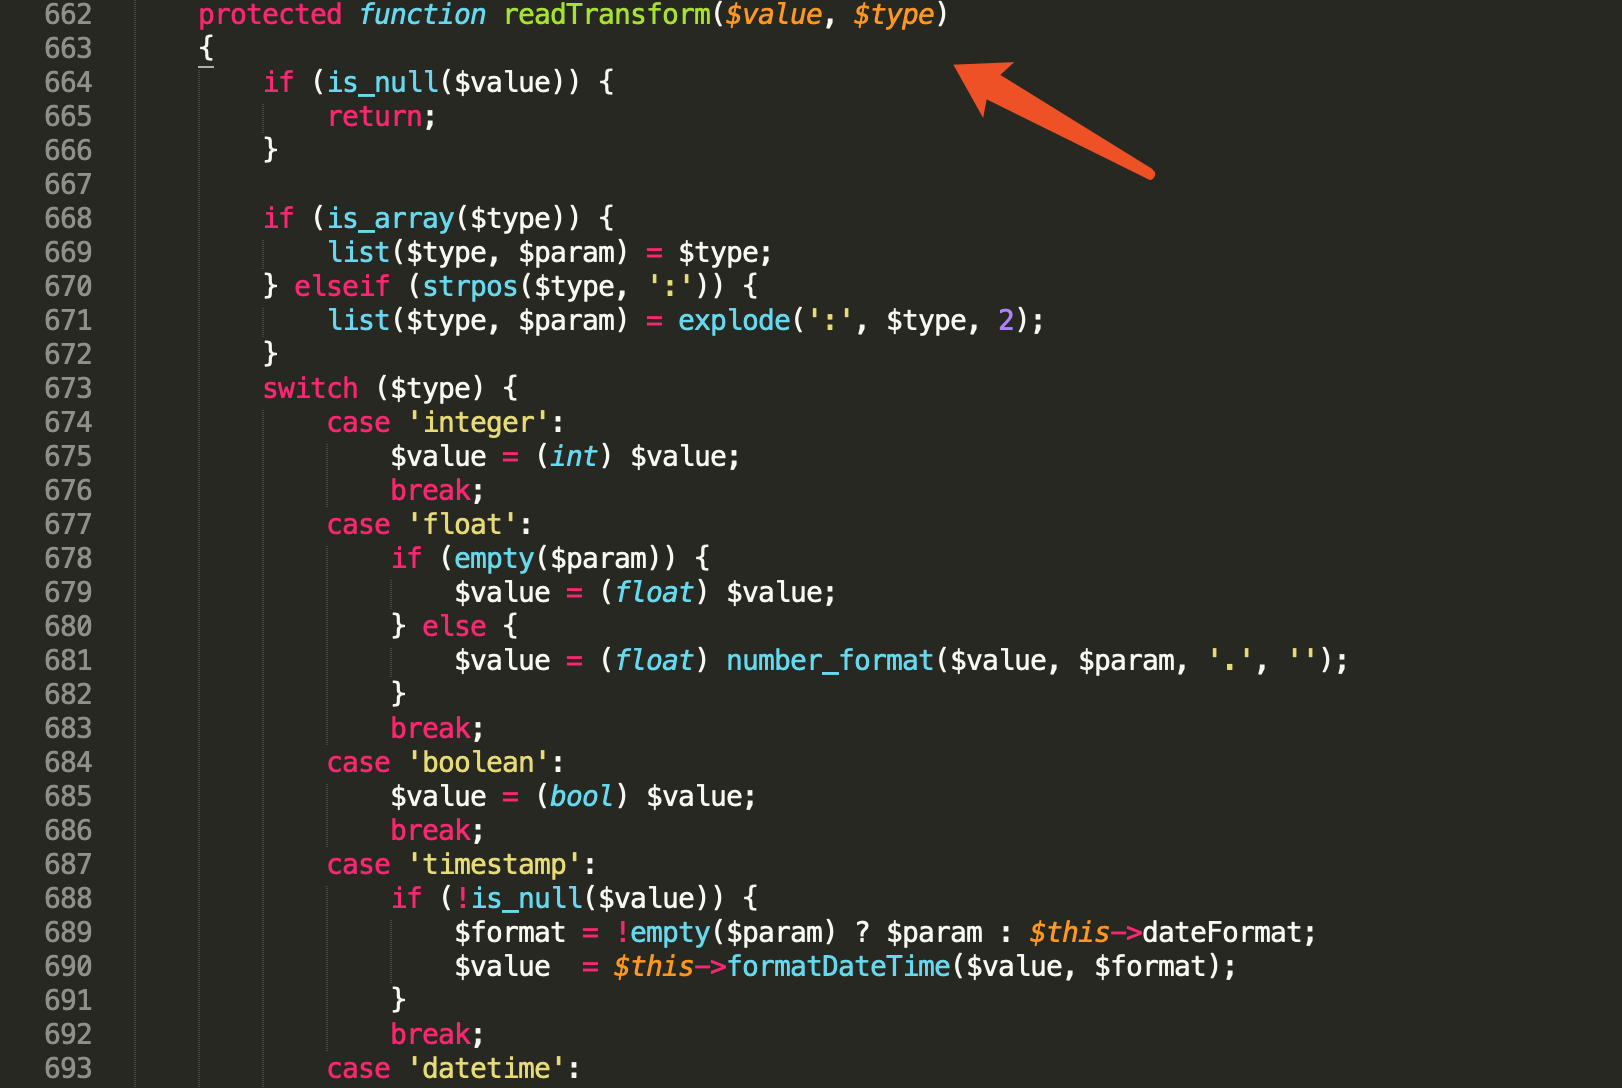 662 protected function readTransform($value, $type)
663 {
664     if (is_null($value)) {
665         return;
666     }
667
668     if (is_array($type)) {
669         list($type, $param) = $type;
670     } elseif (strpos($type, ':')) {
671         list($type, $param) = explode(':', $type, 2);
672     }
673     switch ($type) {
674         case 'integer':
675             $value = (int) $value;
676             break;
677         case 'float':
678             if (empty($param)) {
679                 $value = (float) $value;
680             } else {
681                 $value = (float) number_format($value, $param, '.', '');
682             }
683             break;
684         case 'boolean':
685             $value = (bool) $value;
686             break;
687         case 'timestamp':
688             if (!is_null($value)) {
689                 $format = !empty($param) ? $param : $this->dateFormat;
690                 $value  = $this->formatDateTime($value, $format);
691             }
692             break;
693         case 'datetime':